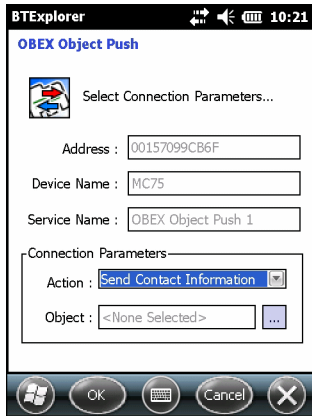 BTExplorer 10:21
OBEX Object Push
Select Connection Parameters...
Address : 00157099CB6F
Device Name : MC75
Service Name : OBEX Object Push 1
Connection Parameters
Action : Send Contact Information
Object : <None Selected> ...
OK Cancel